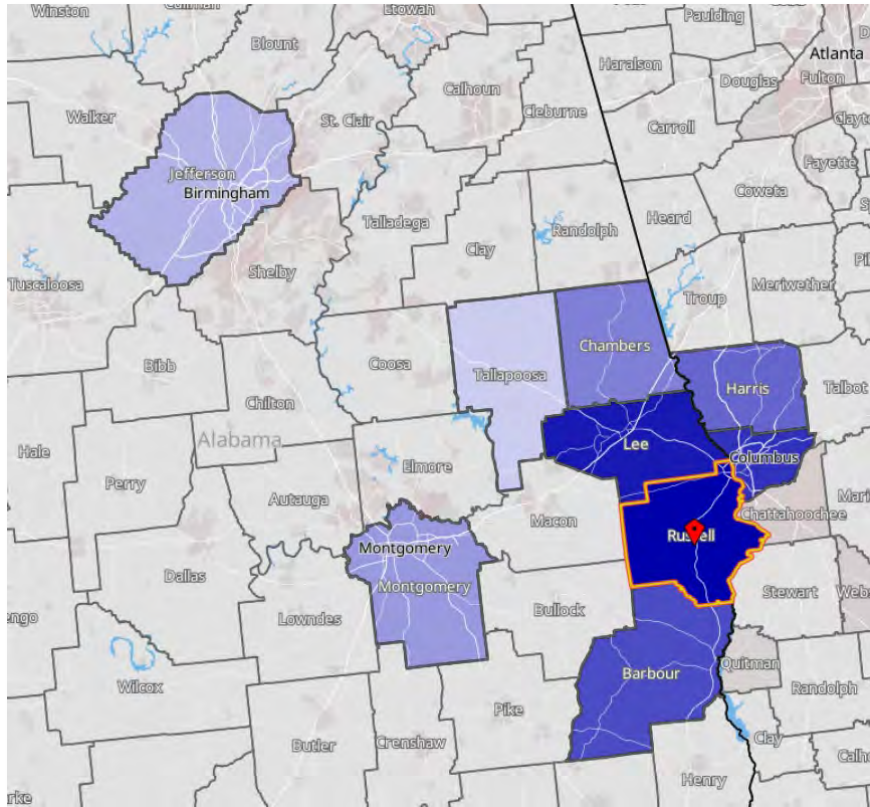 Winston
Blount
Etowah
Paulding
Atlanta
Haralson
Douglas
Fulton
Calhoun
Cleburne
Walker
St. Clair
Carroll
Fayette
Jefferson
Birmingham
Coweta
Heard
Talladega
Randolph
Clay
Shelby
Tuscaloosa
Troup
Meriwether
Chambers
Coosa
Tallapoosa
Bibb
Harris
Talbot
Chilton
Alabama
Lee
Columbus
Hale
Elmore
Perry
Autauga
Macon
Chattahoochee
Russell
Montgomery
Dallas
Montgomery
Stewart
Bullock
Lowndes
Quitman
Barbour
Wilcox
Randolph
Pike
Butler
Crenshaw
Clay
Henry